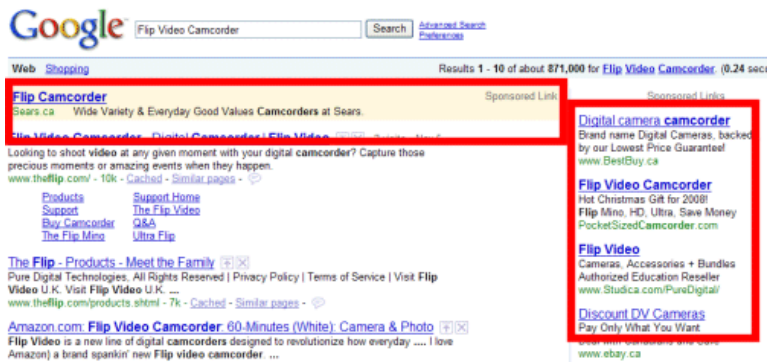 Google
Flip Video Camcorder
Search
Advanced Search
Preferences
Web Shopping
Results 1 - 10 of about 871,000 for Flip Video Camcorder. (0.24 sec
Flip Camcorder
Sponsored Link
Sears.ca Wide Variety & Everyday Good Values Camcorders at Sears.
Flip Video Camcorder - Digital Camcorder | Flip Video
Looking to shoot video at any given moment with your digital camcorder? Capture those
precious moments or amazing events when they happen.
www.theflip.com/ - 10k - Cached - Similar pages -
Products Support Home
Support The Flip Video
Buy Camcorder Q&A
The Flip Mino Ultra Flip
The Flip - Products - Meet the Family
Pure Digital Technologies, All Rights Reserved | Privacy Policy | Terms of Service | Visit Flip
Video U.K. Visit Flip Video U.K. ....
www.theflip.com/products.shtml - 7k - Cached - Similar pages -
Amazon.com: Flip Video Camcorder: 60-Minutes (White): Camera & Photo
Flip Video is a new line of digital camcorders designed to revolutionize how everyday .... I love
Amazon) a brand spankin' new Flip video camcorder. ...
Sponsored Links
Digital camera camcorder
Brand name Digital Cameras, backed
by our Lowest Price Guarantee!
www.BestBuy.ca
Flip Video Camcorder
Hot Christmas Gift for 2008!
Flip Mino, HD, Ultra, Save Money
PocketSizedCamcorder.com
Flip Video
Cameras, Accessories + Bundles
Authorized Education Reseller
www.Studica.com/PureDigital/
Discount DV Cameras
Pay Only What You Want
www.ebay.ca